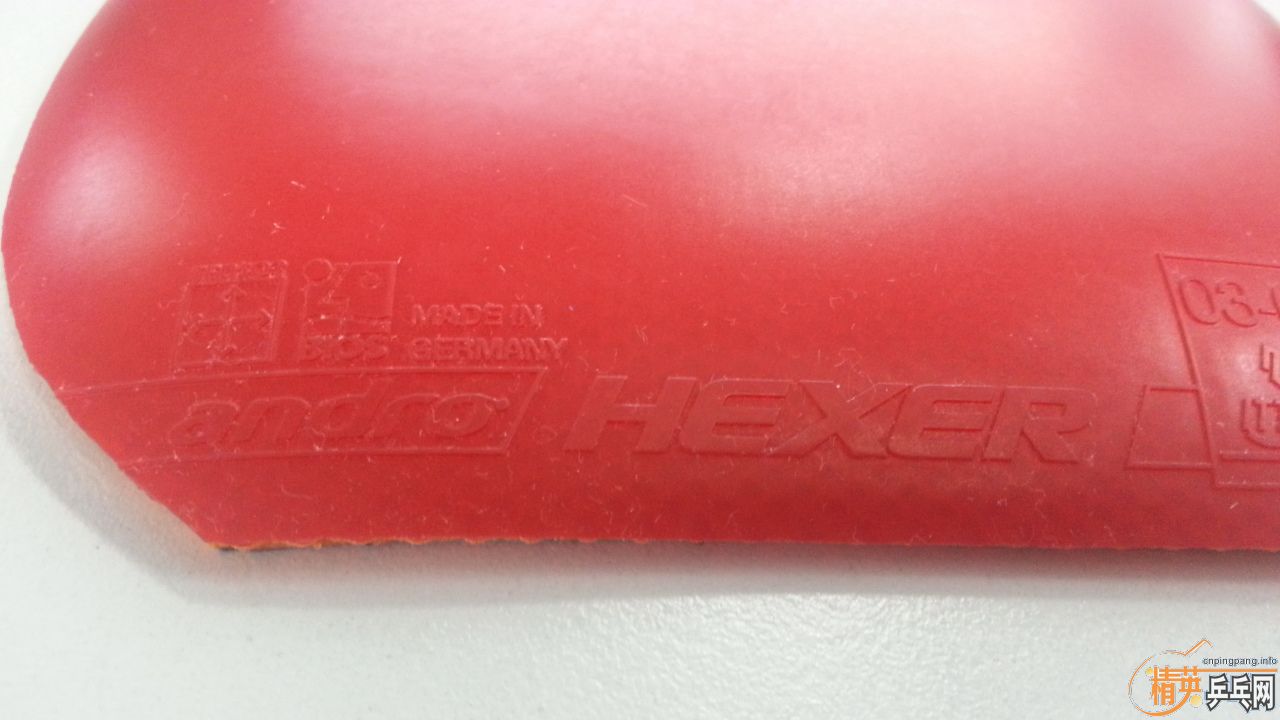 MADE IN
GERMANY
andro
HEXER
03-
cnpingpang.info
精英乒乓网